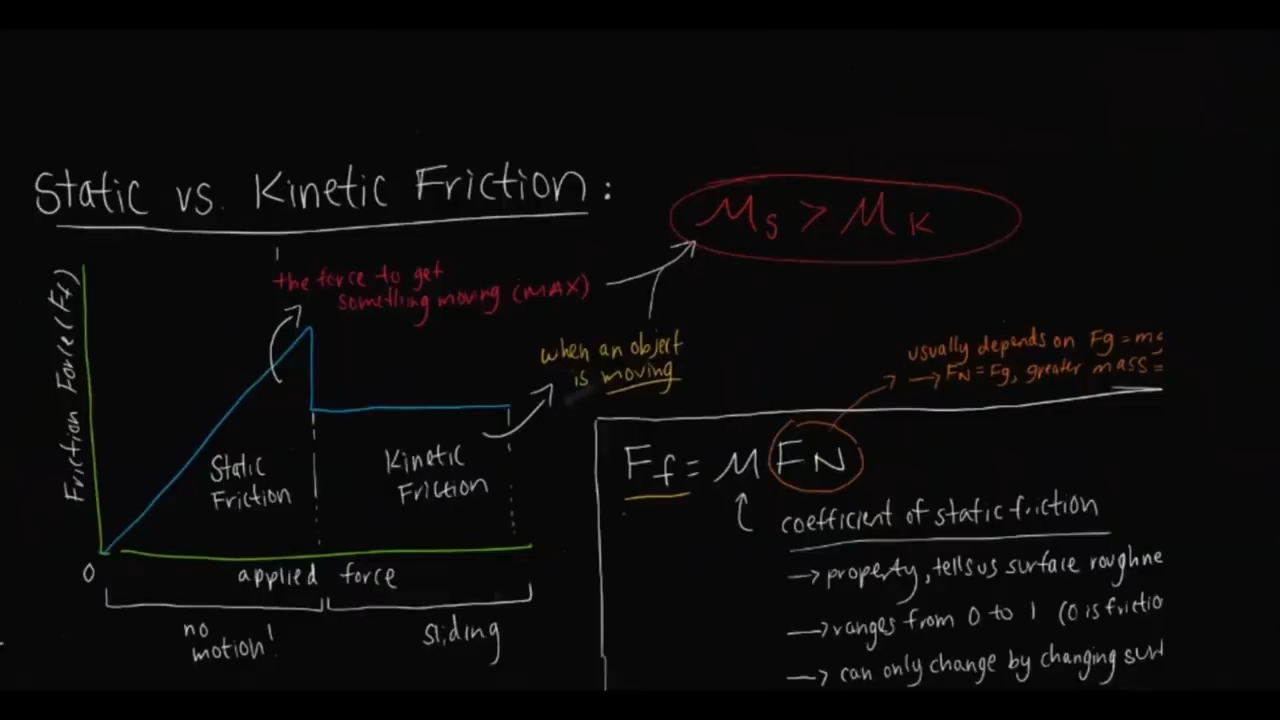 Static vs. Kinetic Friction:
μs > μk
the force to get
something moving (MAX)
when an object
is moving
Friction Force (Ff)
Static
Friction
Kinetic
Friction
0
applied force
no
motion!
sliding
usually depends on Fg = mg
→ FN = Fg, greater mass =
Ff = μ FN
coefficient of static friction
→ property, tells us surface roughne
→ ranges from 0 to 1 (0 is frictio
→ can only change by changing sur